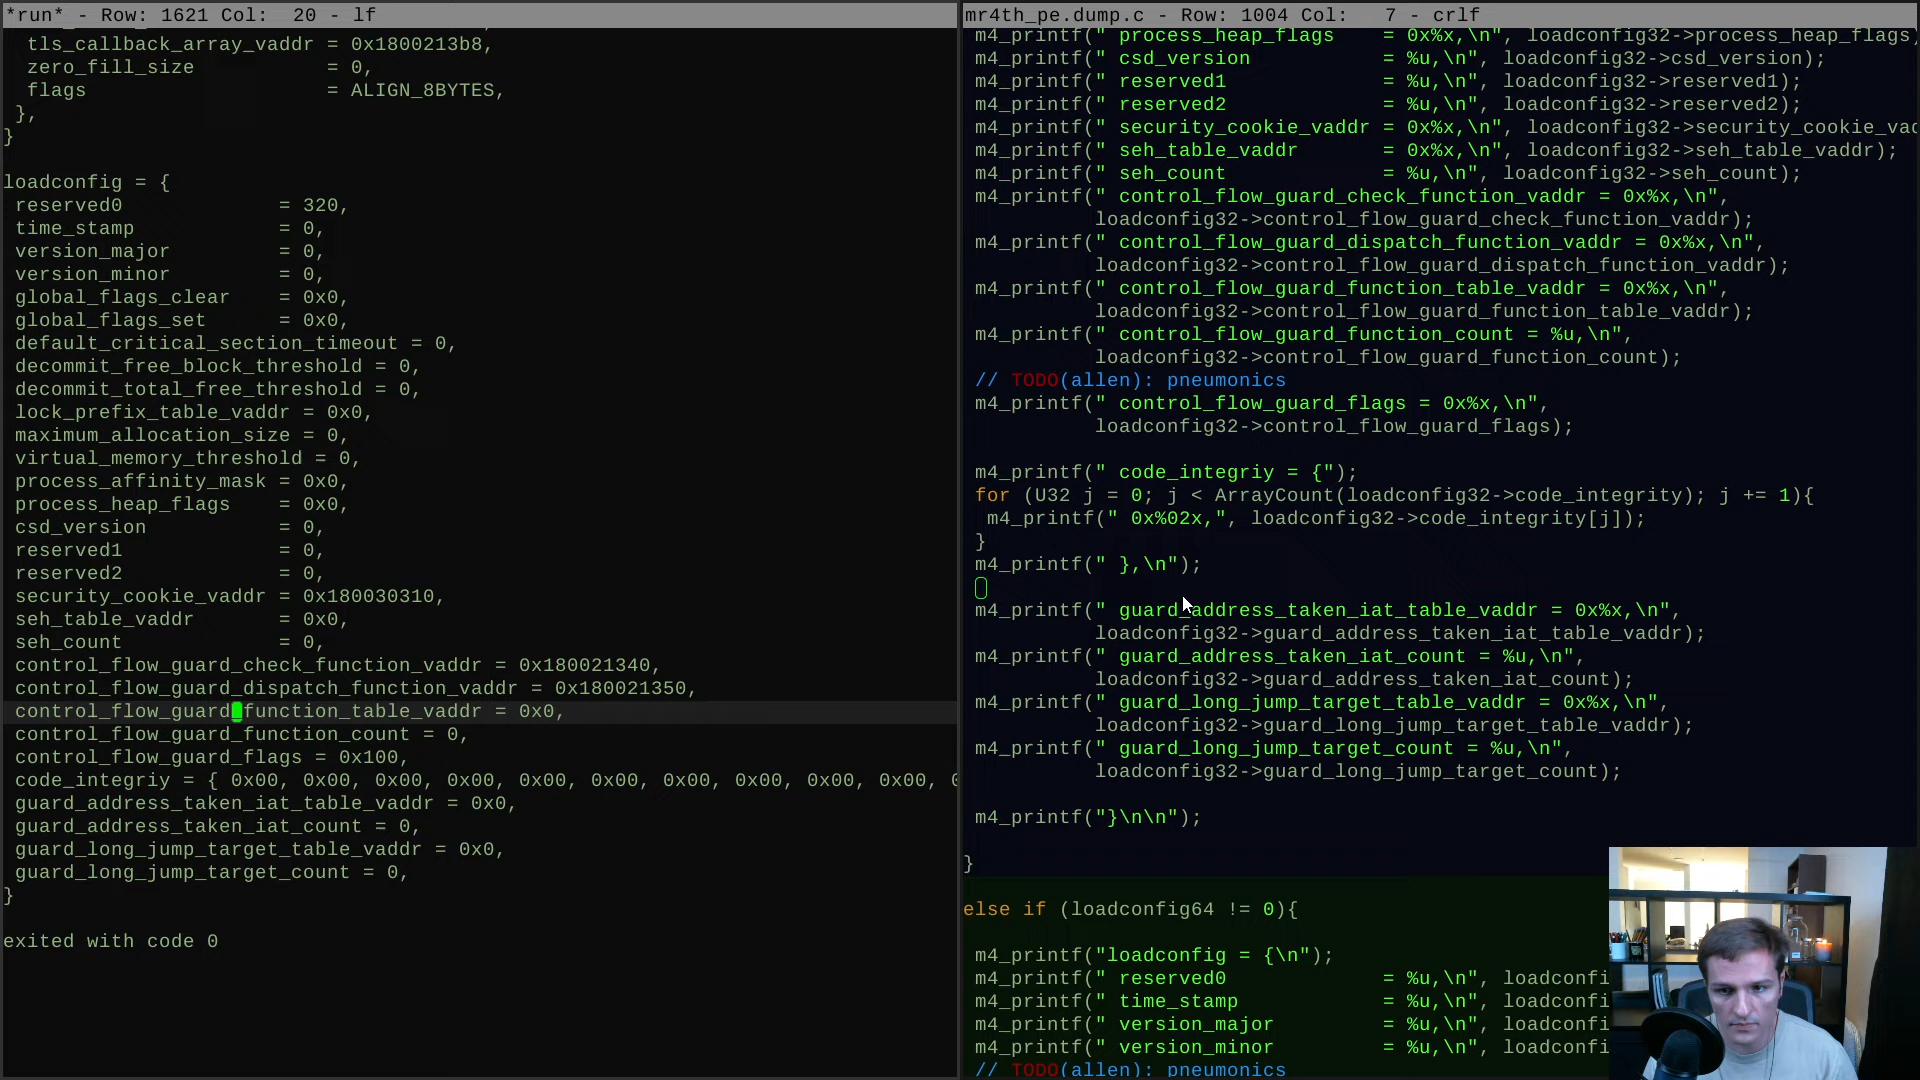 *run* - Row: 1621 Col:  20 - lf
tls_callback_array_vaddr = 0x1800213b8,
zero_fill_size           = 0,
flags                    = ALIGN_8BYTES,
},
}
loadconfig = {
reserved0             = 320,
time_stamp            = 0,
version_major         = 0,
version_minor         = 0,
global_flags_clear    = 0x0,
global_flags_set      = 0x0,
default_critical_section_timeout = 0,
decommit_free_block_threshold = 0,
decommit_total_free_threshold = 0,
lock_prefix_table_vaddr = 0x0,
maximum_allocation_size = 0,
virtual_memory_threshold = 0,
process_affinity_mask = 0x0,
process_heap_flags    = 0x0,
csd_version           = 0,
reserved1             = 0,
reserved2             = 0,
security_cookie_vaddr = 0x180030310,
seh_table_vaddr       = 0x0,
seh_count             = 0,
control_flow_guard_check_function_vaddr = 0x180021340,
control_flow_guard_dispatch_function_vaddr = 0x180021350,
control_flow_guard_function_table_vaddr = 0x0,
control_flow_guard_function_count = 0,
control_flow_guard_flags = 0x100,
code_integriy = { 0x00, 0x00, 0x00, 0x00, 0x00, 0x00, 0x00, 0x00, 0x00, 0x00,
guard_address_taken_iat_table_vaddr = 0x0,
guard_address_taken_iat_count = 0,
guard_long_jump_target_table_vaddr = 0x0,
guard_long_jump_target_count = 0,
}
exited with code 0
mr4th_pe.dump.c - Row: 1004 Col:   7 - crlf
m4_printf(" process_heap_flags    = 0x%x,\n", loadconfig32->process_heap_flags)
m4_printf(" csd_version           = %u,\n", loadconfig32->csd_version);
m4_printf(" reserved1             = %u,\n", loadconfig32->reserved1);
m4_printf(" reserved2             = %u,\n", loadconfig32->reserved2);
m4_printf(" security_cookie_vaddr = 0x%x,\n", loadconfig32->security_cookie_vad
m4_printf(" seh_table_vaddr       = 0x%x,\n", loadconfig32->seh_table_vaddr);
m4_printf(" seh_count             = %u,\n", loadconfig32->seh_count);
m4_printf(" control_flow_guard_check_function_vaddr = 0x%x,\n",
loadconfig32->control_flow_guard_check_function_vaddr);
m4_printf(" control_flow_guard_dispatch_function_vaddr = 0x%x,\n",
loadconfig32->control_flow_guard_dispatch_function_vaddr);
m4_printf(" control_flow_guard_function_table_vaddr = 0x%x,\n",
loadconfig32->control_flow_guard_function_table_vaddr);
m4_printf(" control_flow_guard_function_count = %u,\n",
loadconfig32->control_flow_guard_function_count);
// TODO(allen): pneumonics
m4_printf(" control_flow_guard_flags = 0x%x,\n",
loadconfig32->control_flow_guard_flags);
m4_printf(" code_integriy = {");
for (U32 j = 0; j < ArrayCount(loadconfig32->code_integrity); j += 1){
m4_printf(" 0x%02x,", loadconfig32->code_integrity[j]);
}
m4_printf(" },\n");
m4_printf(" guard_address_taken_iat_table_vaddr = 0x%x,\n",
loadconfig32->guard_address_taken_iat_table_vaddr);
m4_printf(" guard_address_taken_iat_count = %u,\n",
loadconfig32->guard_address_taken_iat_count);
m4_printf(" guard_long_jump_target_table_vaddr = 0x%x,\n",
loadconfig32->guard_long_jump_target_table_vaddr);
m4_printf(" guard_long_jump_target_count = %u,\n",
loadconfig32->guard_long_jump_target_count);
m4_printf("}\n\n");
}
else if (loadconfig64 != 0){
m4_printf("loadconfig = {\n");
m4_printf(" reserved0             = %u,\n", loadconfi
m4_printf(" time_stamp            = %u,\n", loadconfi
m4_printf(" version_major         = %u,\n", loadconfi
m4_printf(" version_minor         = %u,\n", loadconfi
// TODO(allen): pneumonics